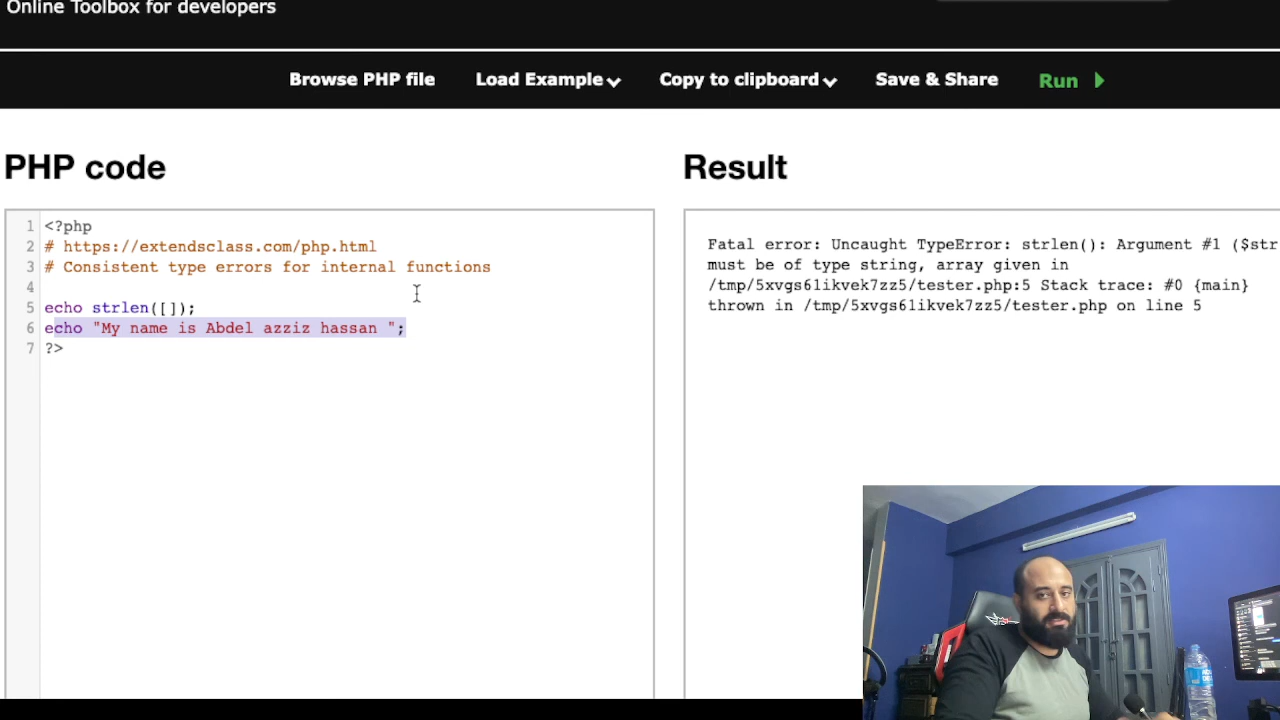 Online Toolbox for developers
Browse PHP file Load Example Copy to clipboard Save & Share Run
PHP code
1 <?php
2 # https://extendsclass.com/php.html
3 # Consistent type errors for internal functions
4
5 echo strlen([]);
6 echo "My name is Abdel azziz hassan ";
7 ?>
Result
Fatal error: Uncaught TypeError: strlen(): Argument #1 ($str
must be of type string, array given in
/tmp/5xvgs61ikvek7zz5/tester.php:5 Stack trace: #0 {main}
thrown in /tmp/5xvgs61ikvek7zz5/tester.php on line 5